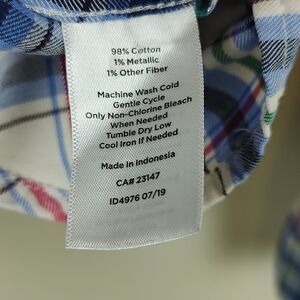 98% Cotton
1% Metallic
1% Other Fiber
Machine Wash Cold
Gentle Cycle
Only Non-Chlorine Bleach
When Needed
Tumble Dry Low
Cool Iron if Needed
Made in Indonesia
CA# 23147
ID4976 07/19